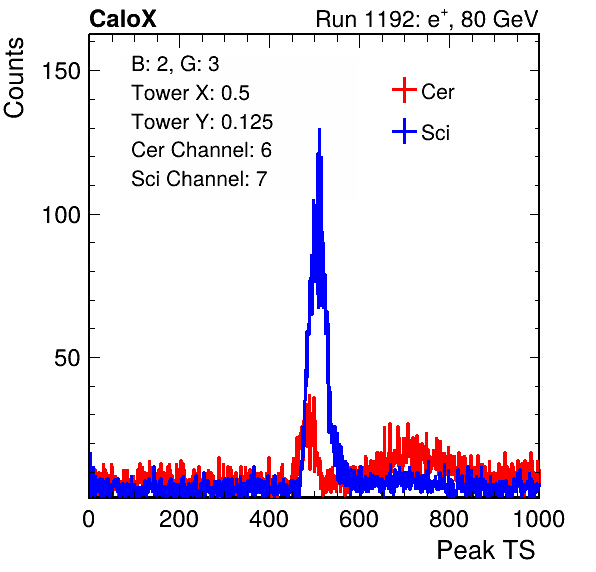 CaloX Run 1192: e+, 80 GeV
Counts
B: 2, G: 3
Tower X: 0.5
Tower Y: 0.125
Cer Channel: 6
Sci Channel: 7
Cer
Sci
150
100
50
0 200 400 600 800 1000
Peak TS